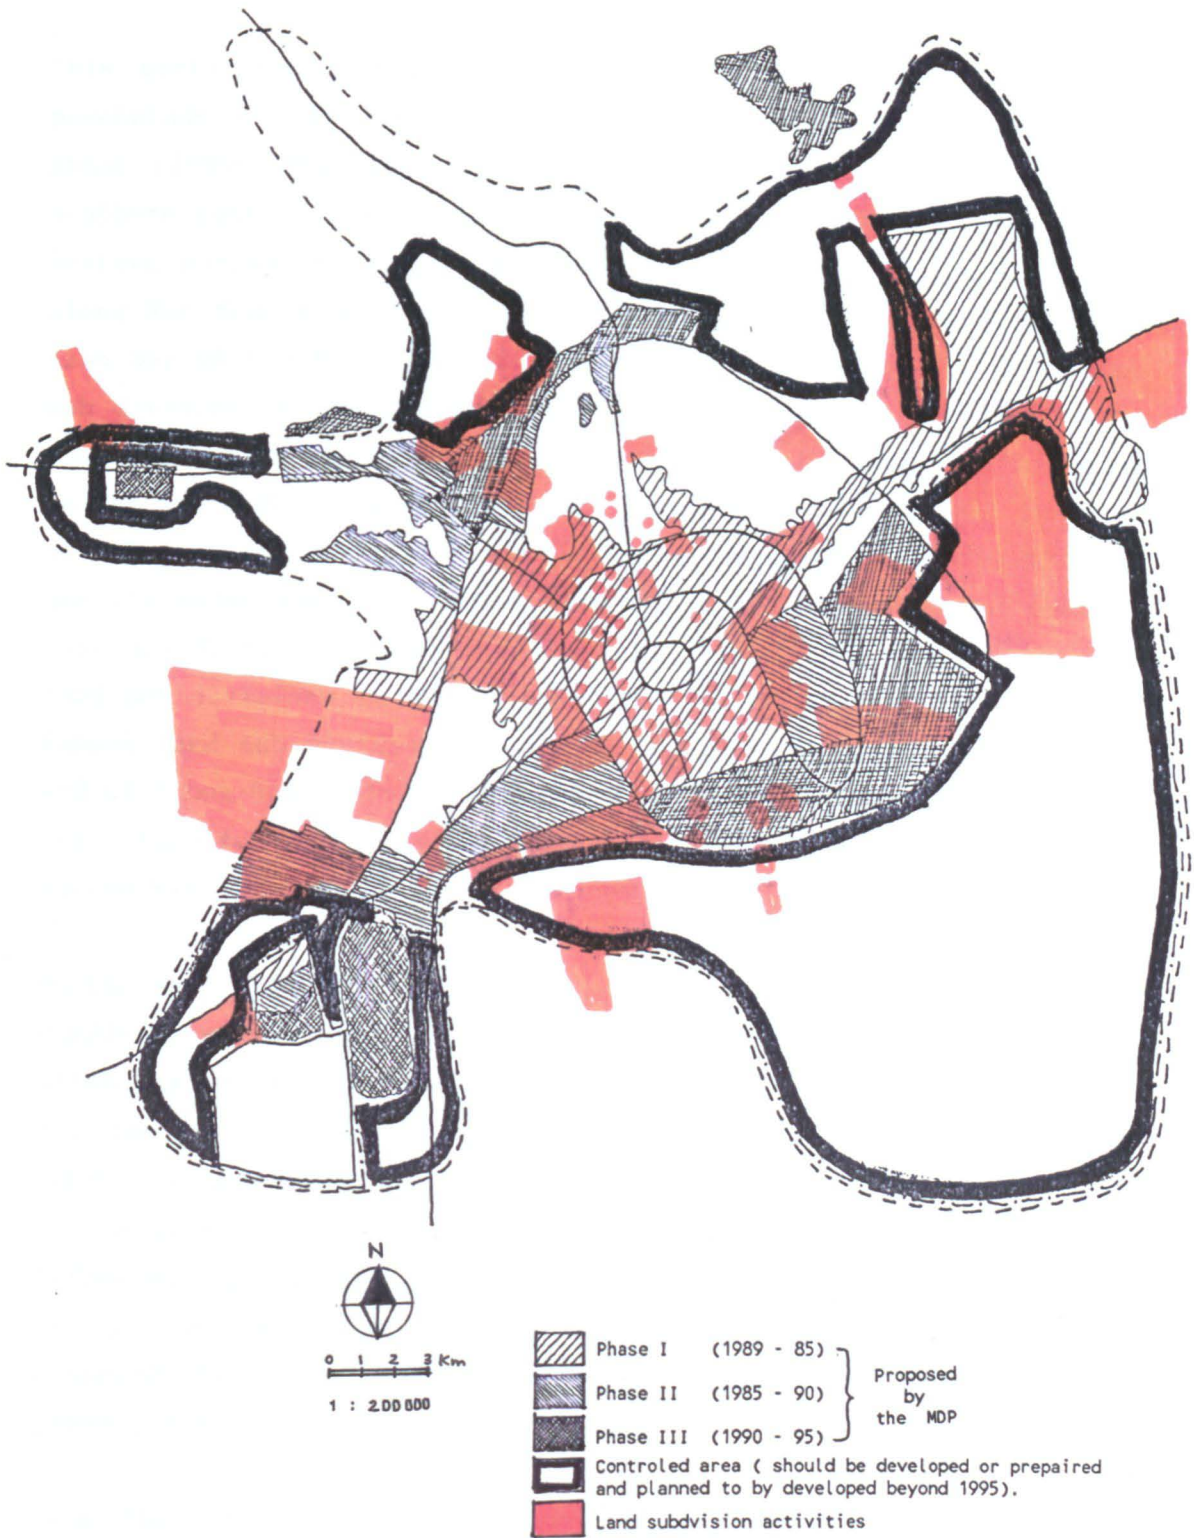 N
0 1 2 3 Km
1 : 200000
Phase I (1989 - 85)
Phase II (1985 - 90)
Phase III (1990 - 95)
Proposed
by
the MDP
Controled area ( should be developed or prepaired
and planned to by developed beyond 1995).
Land subdvision activities